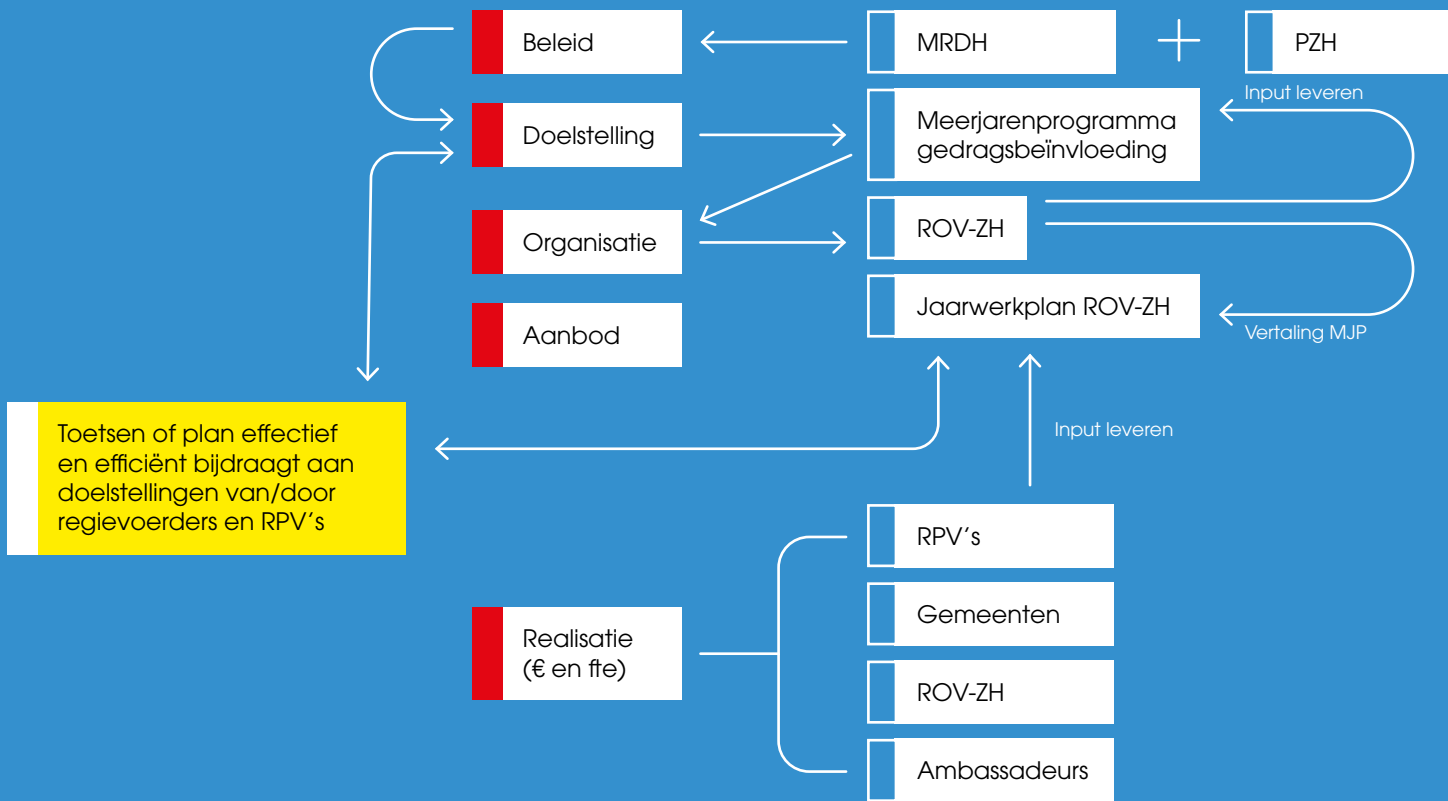 Beleid
MRDH
PZH
Input leveren
Doelstelling
Meerjarenprogramma
gedragsbeïnvloeding
Organisatie
ROV-ZH
Aanbod
Jaarwerkplan ROV-ZH
Vertaling MJP
Toetsen of plan effectief
en efficiënt bijdraagt aan
doelstellingen van/door
regievoerders en RPV’s
Input leveren
Realisatie
(€ en fte)
RPV’s
Gemeenten
ROV-ZH
Ambassadeurs